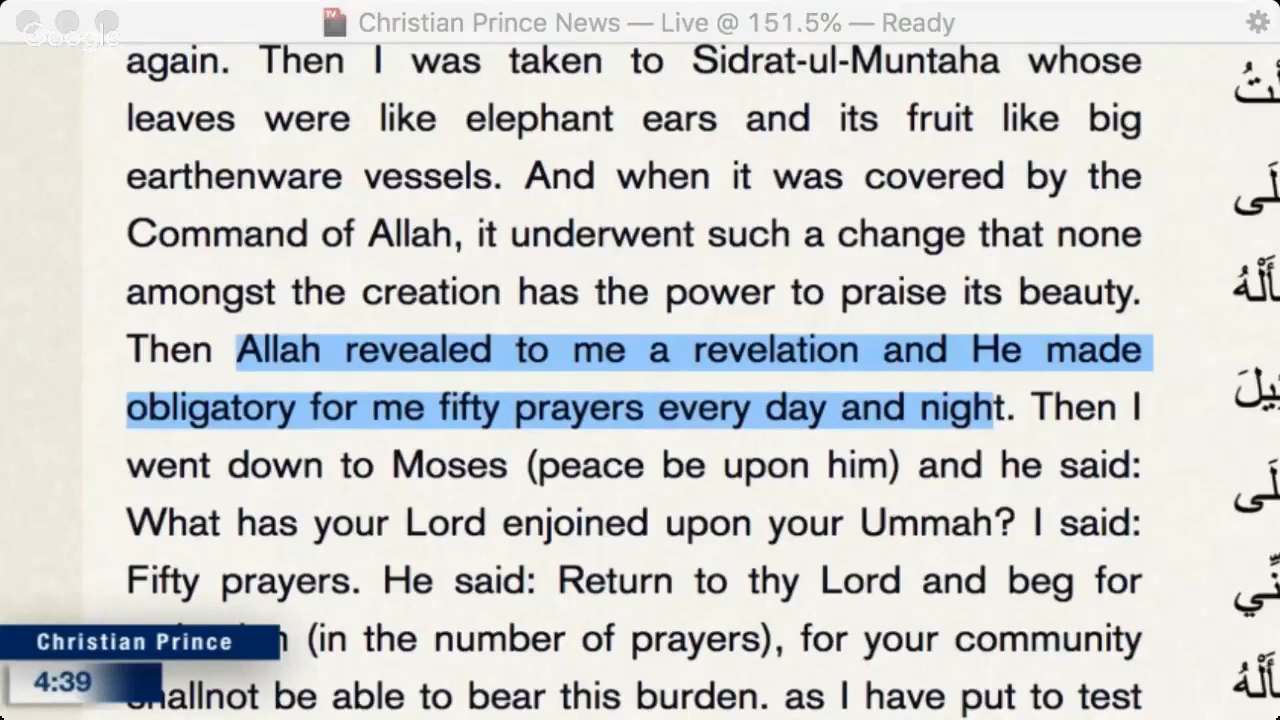 Christian Prince News — Live @ 151.5% — Ready
Google
again. Then I was taken to Sidrat-ul-Muntaha whose
leaves were like elephant ears and its fruit like big
earthenware vessels. And when it was covered by the
Command of Allah, it underwent such a change that none
amongst the creation has the power to praise its beauty.
Then Allah revealed to me a revelation and He made
obligatory for me fifty prayers every day and night. Then I
went down to Moses (peace be upon him) and he said:
What has your Lord enjoined upon your Ummah? I said:
Fifty prayers. He said: Return to thy Lord and beg for
(in the number of prayers), for your community
shallnot be able to bear this burden. as I have put to test
Christian Prince
4:39